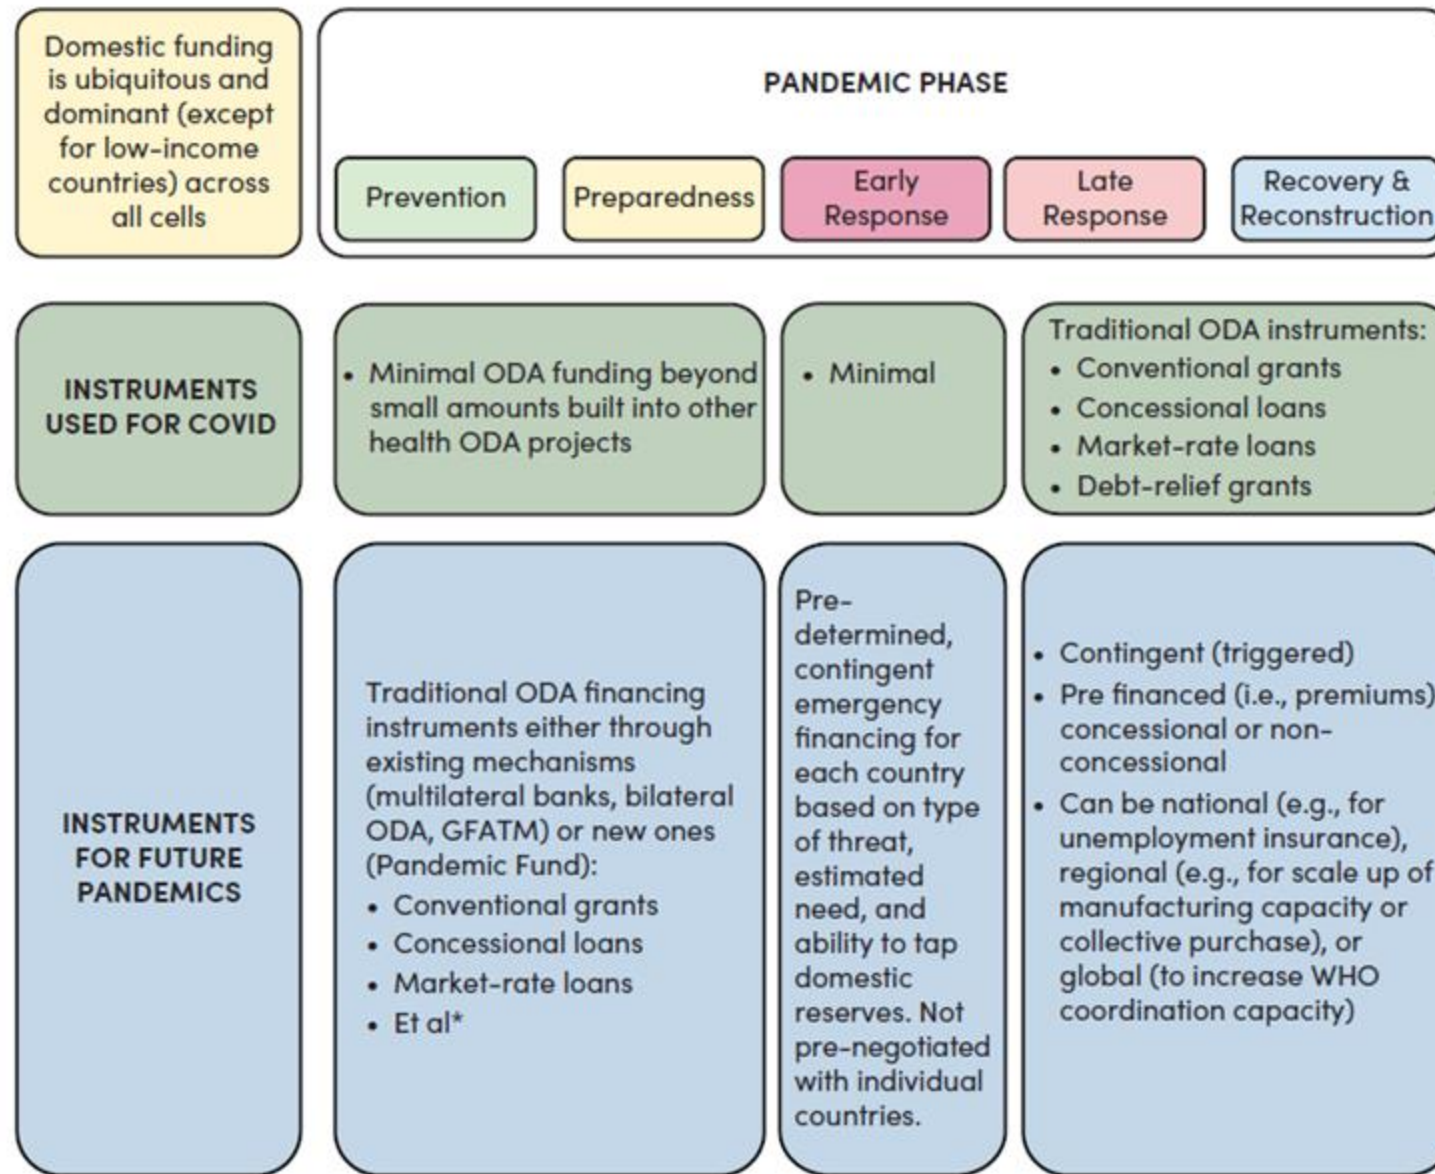 Domestic funding
is ubiquitous and
dominant (except
for low-income
countries) across
all cells
PANDEMIC PHASE
Prevention
Preparedness
Early
Response
Late
Response
Recovery &
Reconstruction
INSTRUMENTS
USED FOR COVID
• Minimal ODA funding beyond
small amounts built into other
health ODA projects
• Minimal
Traditional ODA instruments:
• Conventional grants
• Concessional loans
• Market-rate loans
• Debt-relief grants
INSTRUMENTS
FOR FUTURE
PANDEMICS
Traditional ODA financing
instruments either through
existing mechanisms
(multilateral banks, bilateral
ODA, GFATM) or new ones
(Pandemic Fund):
• Conventional grants
• Concessional loans
• Market-rate loans
• Et al*
Pre-
determined,
contingent
emergency
financing for
each country
based on type
of threat,
estimated
need, and
ability to tap
domestic
reserves. Not
pre-negotiated
with individual
countries.
• Contingent (triggered)
• Pre financed (i.e., premiums)
concessional or non-
concessional
• Can be national (e.g., for
unemployment insurance),
regional (e.g., for scale up of
manufacturing capacity or
collective purchase), or
global (to increase WHO
coordination capacity)